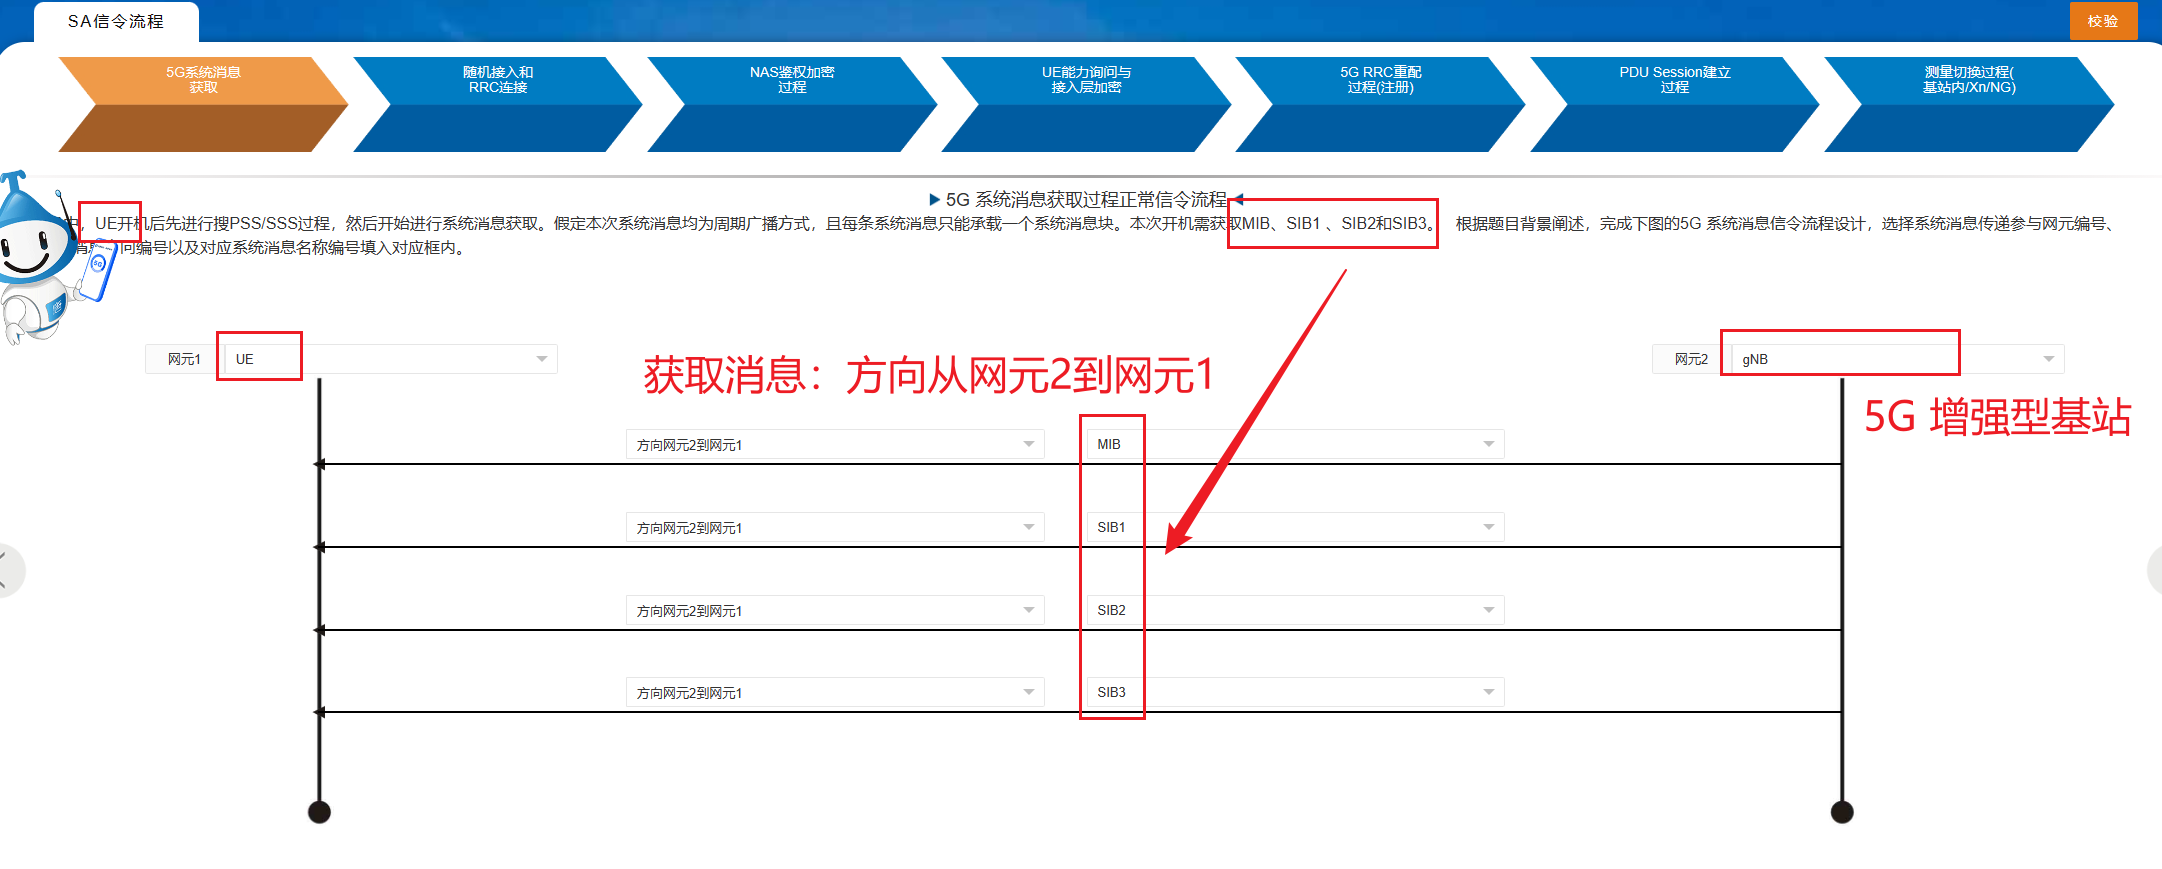 SA信令流程
校验
5G系统消息
获取
随机接入和
RRC连接
NAS鉴权加密
过程
UE能力询问与
接入层加密
5G RRC重配
过程(注册)
PDU Session建立
过程
测量切换过程(
基站内/Xn/NG)
5G 系统消息获取过程正常信令流程
,UE开机后先进行搜PSS/SSS过程，然后开始进行系统消息获取。假定本次系统消息均为周期广播方式，且每条系统消息只能承载一个系统消息块。本次开机需获取MIB、SIB1 、SIB2和SIB3。 根据题目背景阐述，完成下图的5G 系统消息信令流程设计，选择系统消息传递参与网元编号、
向编号以及对应系统消息名称编号填入对应框内。
5G
网元1
UE
网元2
gNB
获取消息：方向从网元2到网元1
5G 增强型基站
方向网元2到网元1
MIB
方向网元2到网元1
SIB1
方向网元2到网元1
SIB2
方向网元2到网元1
SIB3